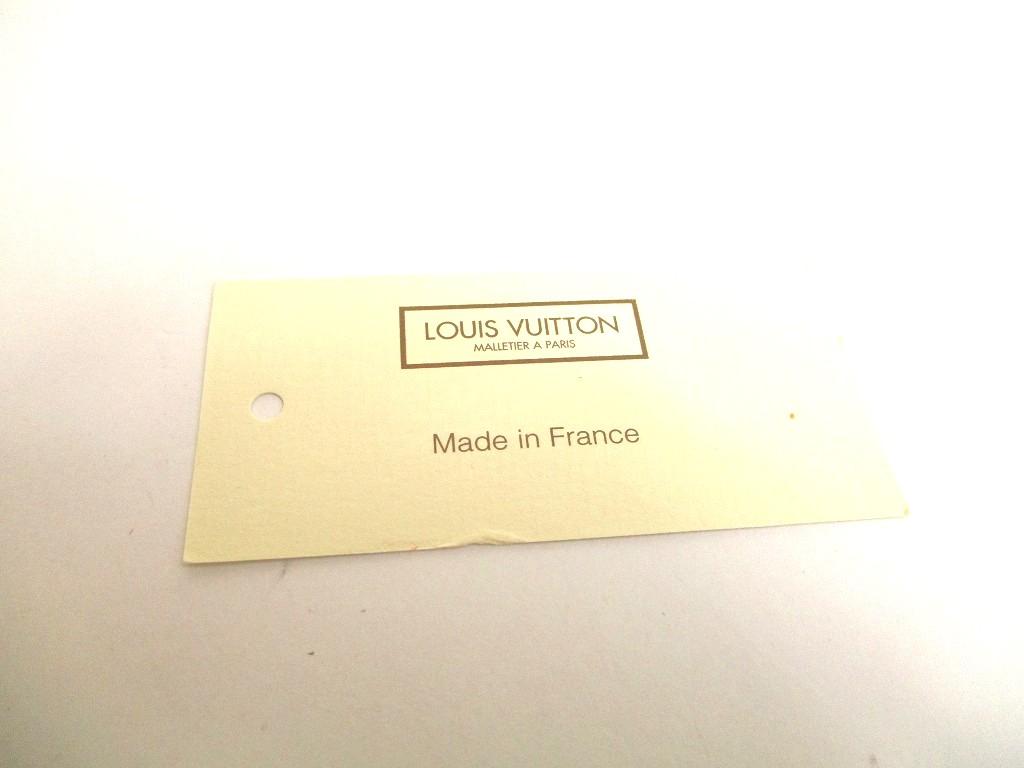 LOUIS VUITTON
MALLETIER A PARIS
Made in France